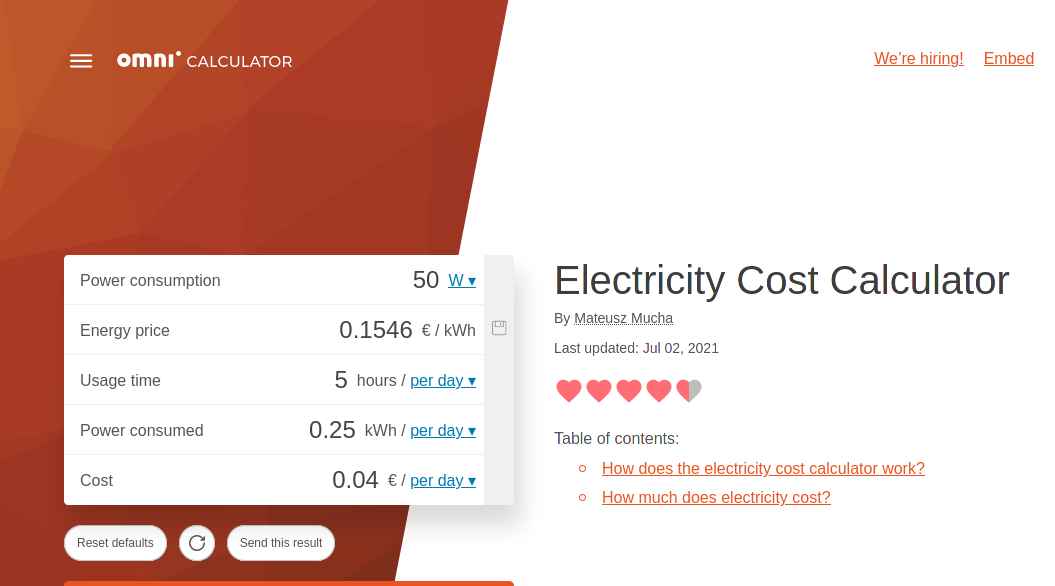 omni CALCULATOR
We're hiring! Embed
Power consumption 50 W ▾
Energy price 0.1546 € / kWh
Usage time 5 hours / per day ▾
Power consumed 0.25 kWh / per day ▾
Cost 0.04 € / per day ▾
Reset defaults Send this result
Electricity Cost Calculator
By Mateusz Mucha
Last updated: Jul 02, 2021
Table of contents:
How does the electricity cost calculator work?
How much does electricity cost?